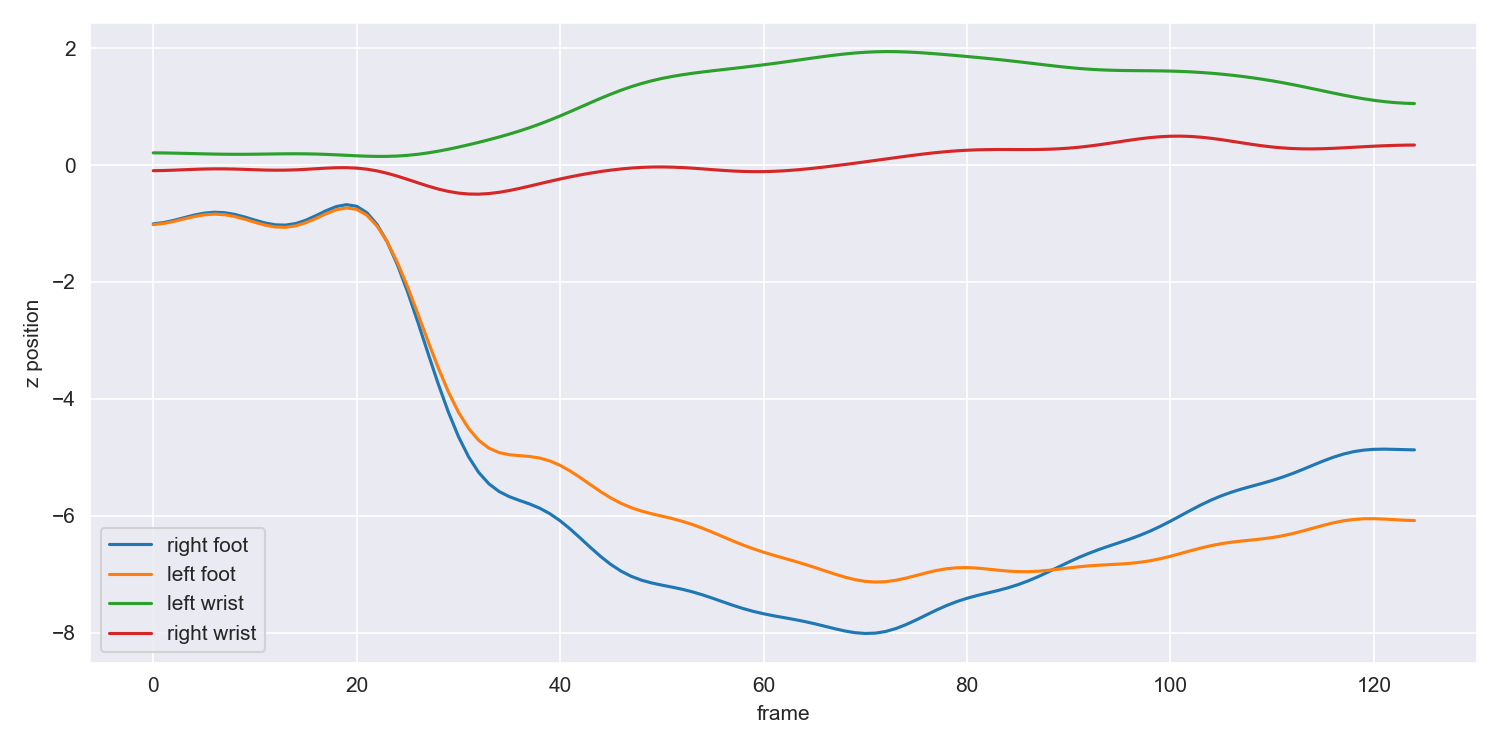 2
0
−2
−4
−6
−8
z position
right foot
left foot
left wrist
right wrist
0 20 40 60 80 100 120
frame